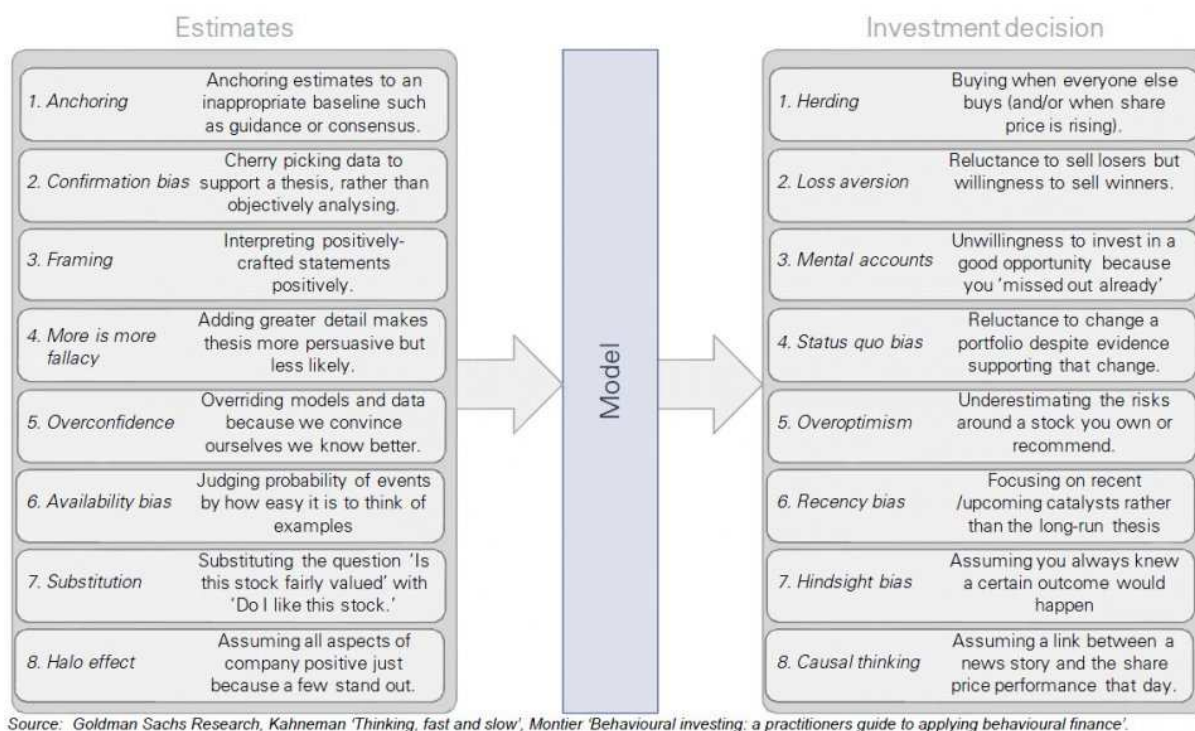 Estimates
1. Anchoring
Anchoring estimates to an
inappropriate baseline such
as guidance or consensus.
2. Confirmation bias
Cherry picking data to
support a thesis, rather than
objectively analysing.
3. Framing
Interpreting positively-
crafted statements
positively.
4. More is more
fallacy
Adding greater detail makes
thesis more persuasive but
less likely.
5. Overconfidence
Overriding models and data
because we convince
ourselves we know better.
6. Availability bias
Judging probability of events
by how easy it is to think of
examples
7. Substitution
Substituting the question ‘Is
this stock fairly valued’ with
‘Do I like this stock.’
8. Halo effect
Assuming all aspects of
company positive just
because a few stand out.
Model
Investment decision
1. Herding
Buying when everyone else
buys (and/or when share
price is rising).
2. Loss aversion
Reluctance to sell losers but
willingness to sell winners.
3. Mental accounts
Unwillingness to invest in a
good opportunity because
you ‘missed out already’
4. Status quo bias
Reluctance to change a
portfolio despite evidence
supporting that change.
5. Overoptimism
Underestimating the risks
around a stock you own or
recommend.
6. Recency bias
Focusing on recent
/upcoming catalysts rather
than the long-run thesis
7. Hindsight bias
Assuming you always knew
a certain outcome would
happen
8. Causal thinking
Assuming a link between a
news story and the share
price performance that day.
Source: Goldman Sachs Research, Kahneman ‘Thinking, fast and slow’, Montier ‘Behavioural investing: a practitioners guide to applying behavioural finance’.